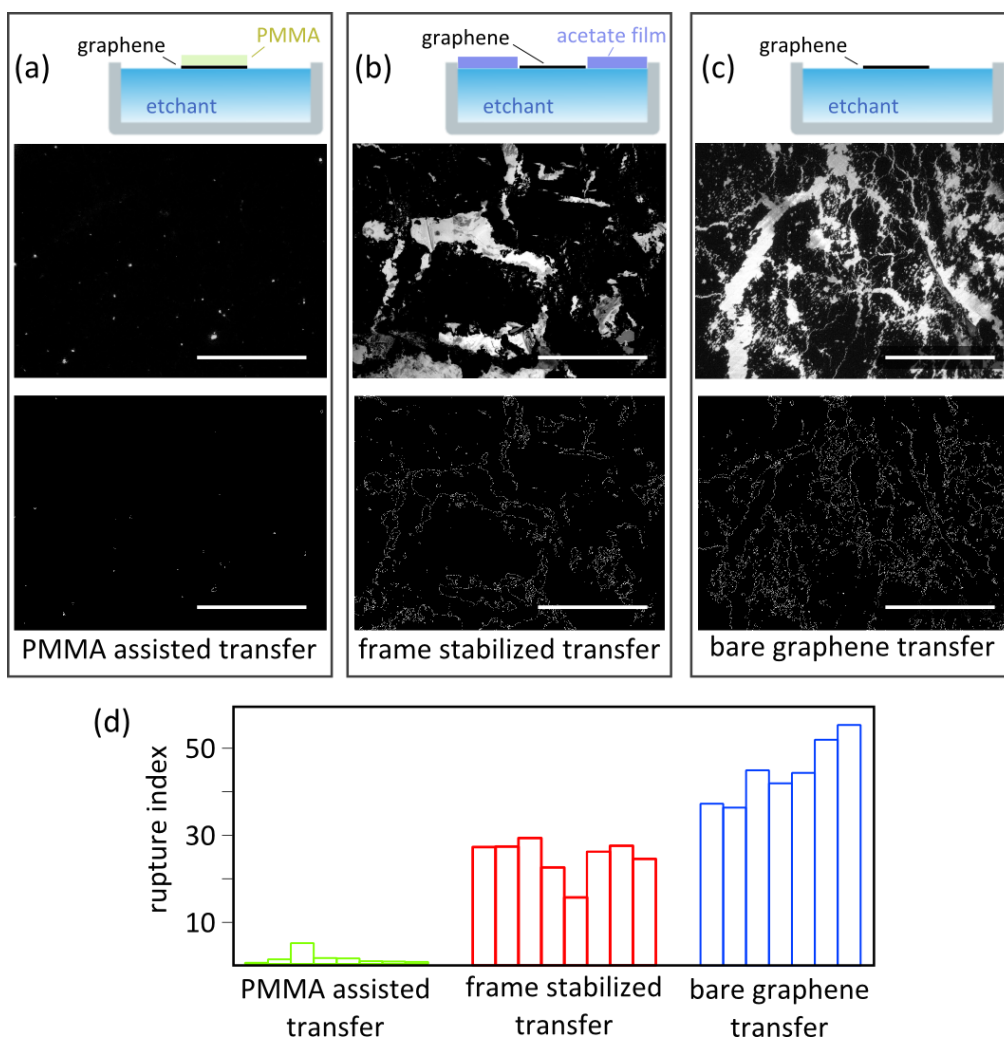 (a)
graphene
PMMA
etchant
PMMA assisted transfer
(b)
graphene
acetate film
etchant
frame stabilized transfer
(c)
graphene
etchant
bare graphene transfer
(d)
rupture index
50
30
10
PMMA assisted
transfer
frame stabilized
transfer
bare graphene
transfer